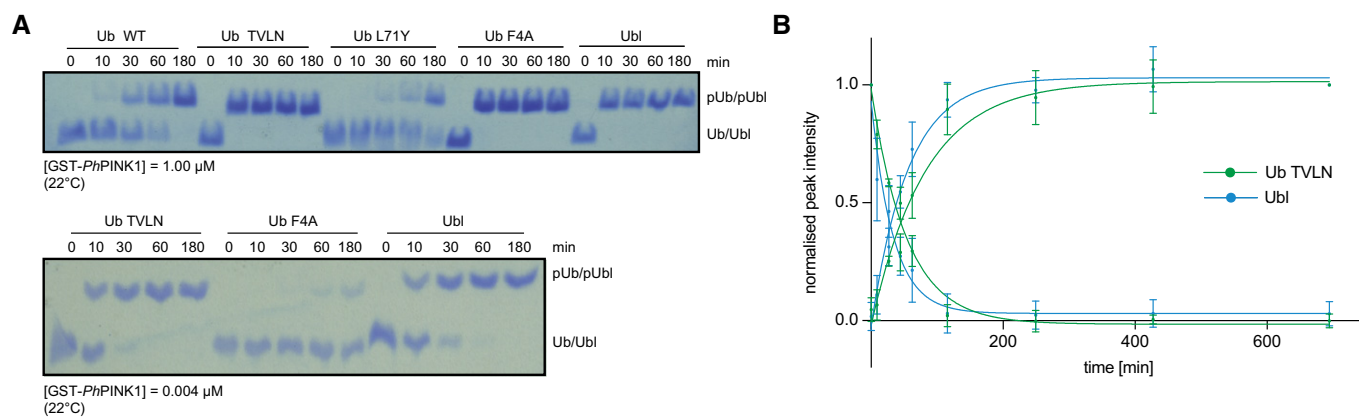 A
Ub WT Ub TVLN Ub L71Y Ub F4A Ubl
0 10 30 60 180 0 10 30 60 180 0 10 30 60 180 0 10 30 60 180 0 10 30 60 180 min
pUb/pUbl
Ub/Ubl
[GST-PhPINK1] = 1.00 µM
(22°C)
Ub TVLN Ub F4A Ubl
0 10 30 60 180 0 10 30 60 180 0 10 30 60 180 min
pUb/pUbl
Ub/Ubl
[GST-PhPINK1] = 0.004 µM
(22°C)
B
normalised peak intensity
1.0
0.5
0.0
Ub TVLN
Ubl
200 400 600
time [min]